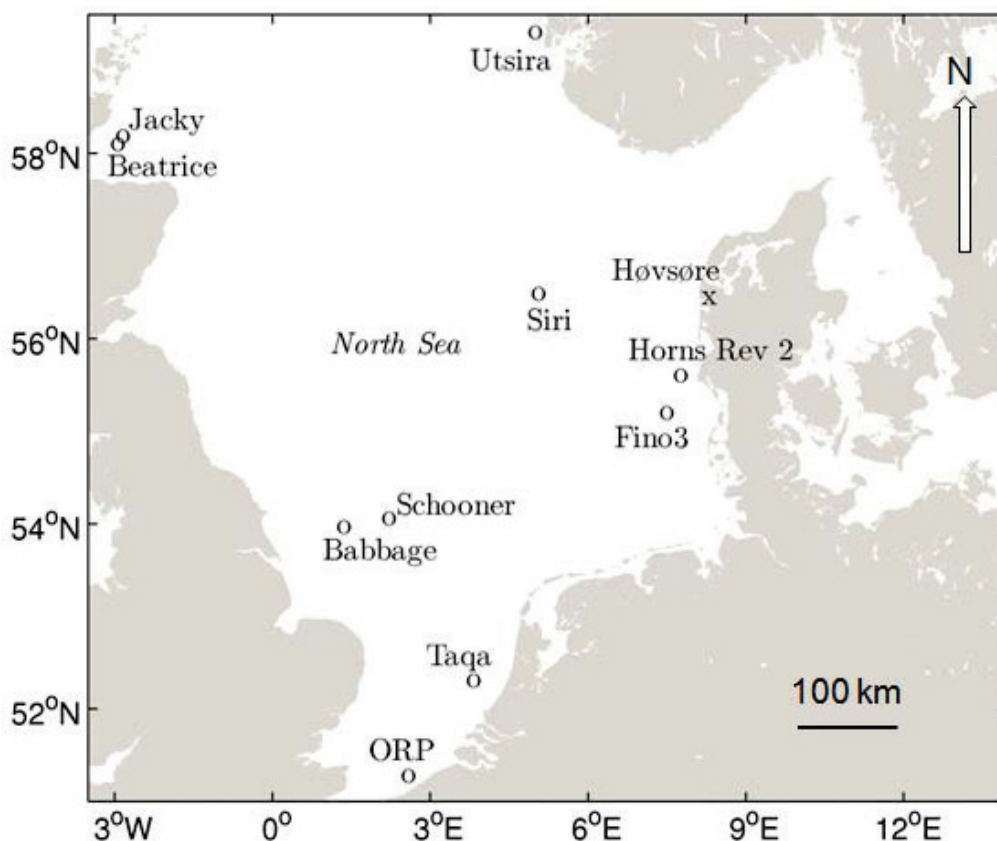 Utsira
N
Jacky
58°N
Beatrice
Høvsøre
x
Siri
56°N
North Sea
Horns Rev 2
Fino3
Schooner
54°N
Babbage
Taqa
100 km
52°N
ORP
3°W
0°
3°E
6°E
9°E
12°E